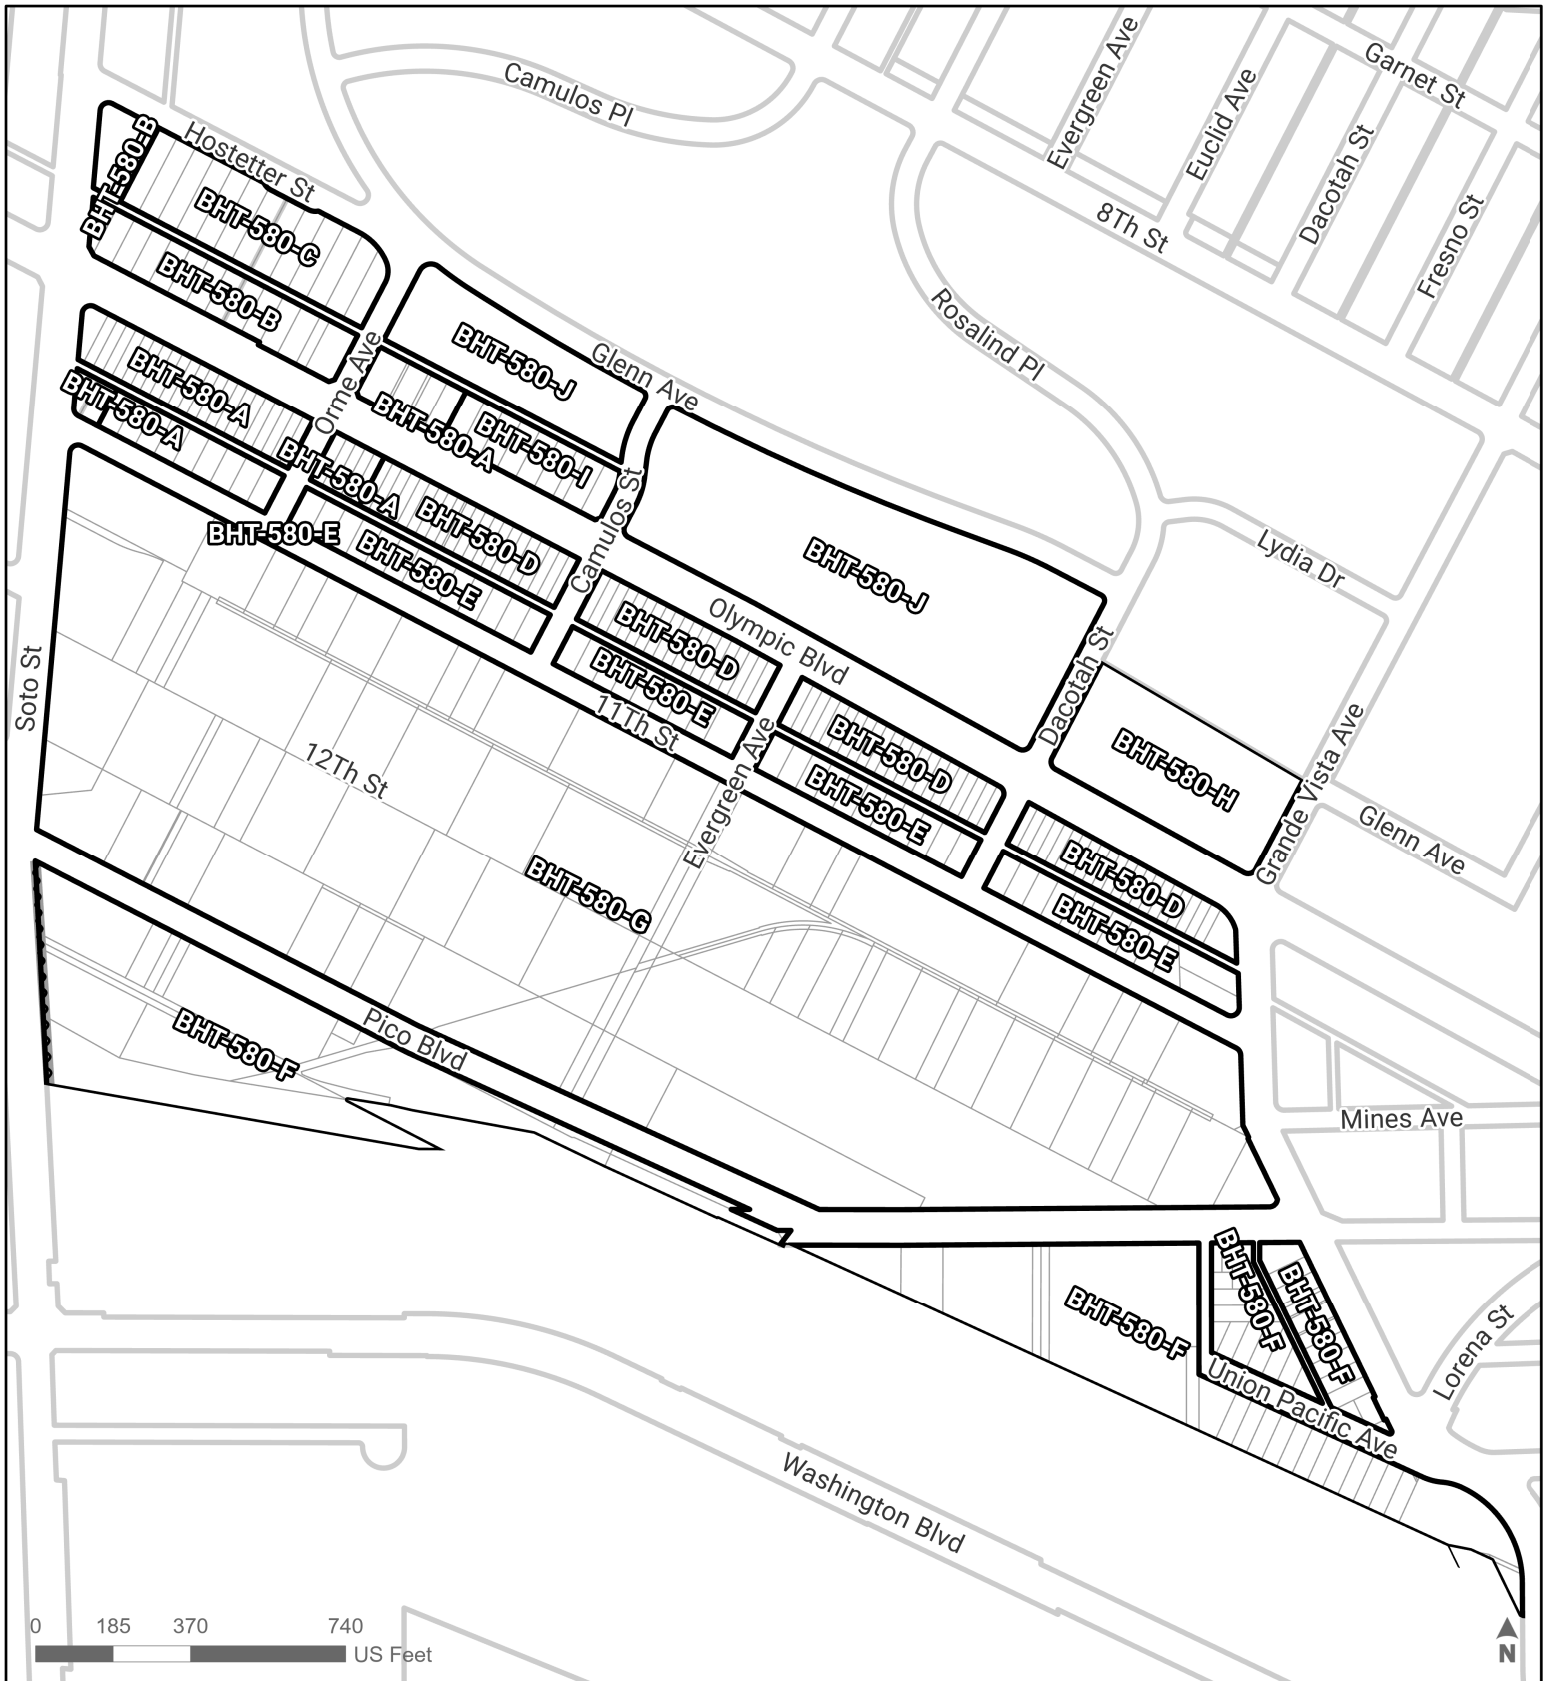 Garnet St
Evergreen Ave
Camulos Pl
Euclid Ave
Dacotah St
BHT-580-B
Hostetter St
BHT-580-C
8Th St
Fresno St
BHT-580-B
Rosalind Pl
BHT-580-J
Glenn Ave
Orme Ave
BHT-580-A
BHT-580-A
BHT-580-A
BHT-580-I
BHT-580-A
BHT-580-D
Camulos St
BHT-580-E
BHT-580-E
BHT-580-J
Lydia Dr
BHT-580-D
Olympic Blvd
BHT-580-E
Dacotah St
Soto St
11Th St
12Th St
BHT-580-D
BHT-580-E
Evergreen Ave
BHT-580-H
Grande Vista Ave
Glenn Ave
BHT-580-G
BHT-580-D
BHT-580-E
Pico Blvd
BHT-580-F
Mines Ave
BHT-580-F
BHT-580-F
BHT-580-F
Lorena St
Union Pacific Ave
Washington Blvd
0 185 370 740
US Feet
N